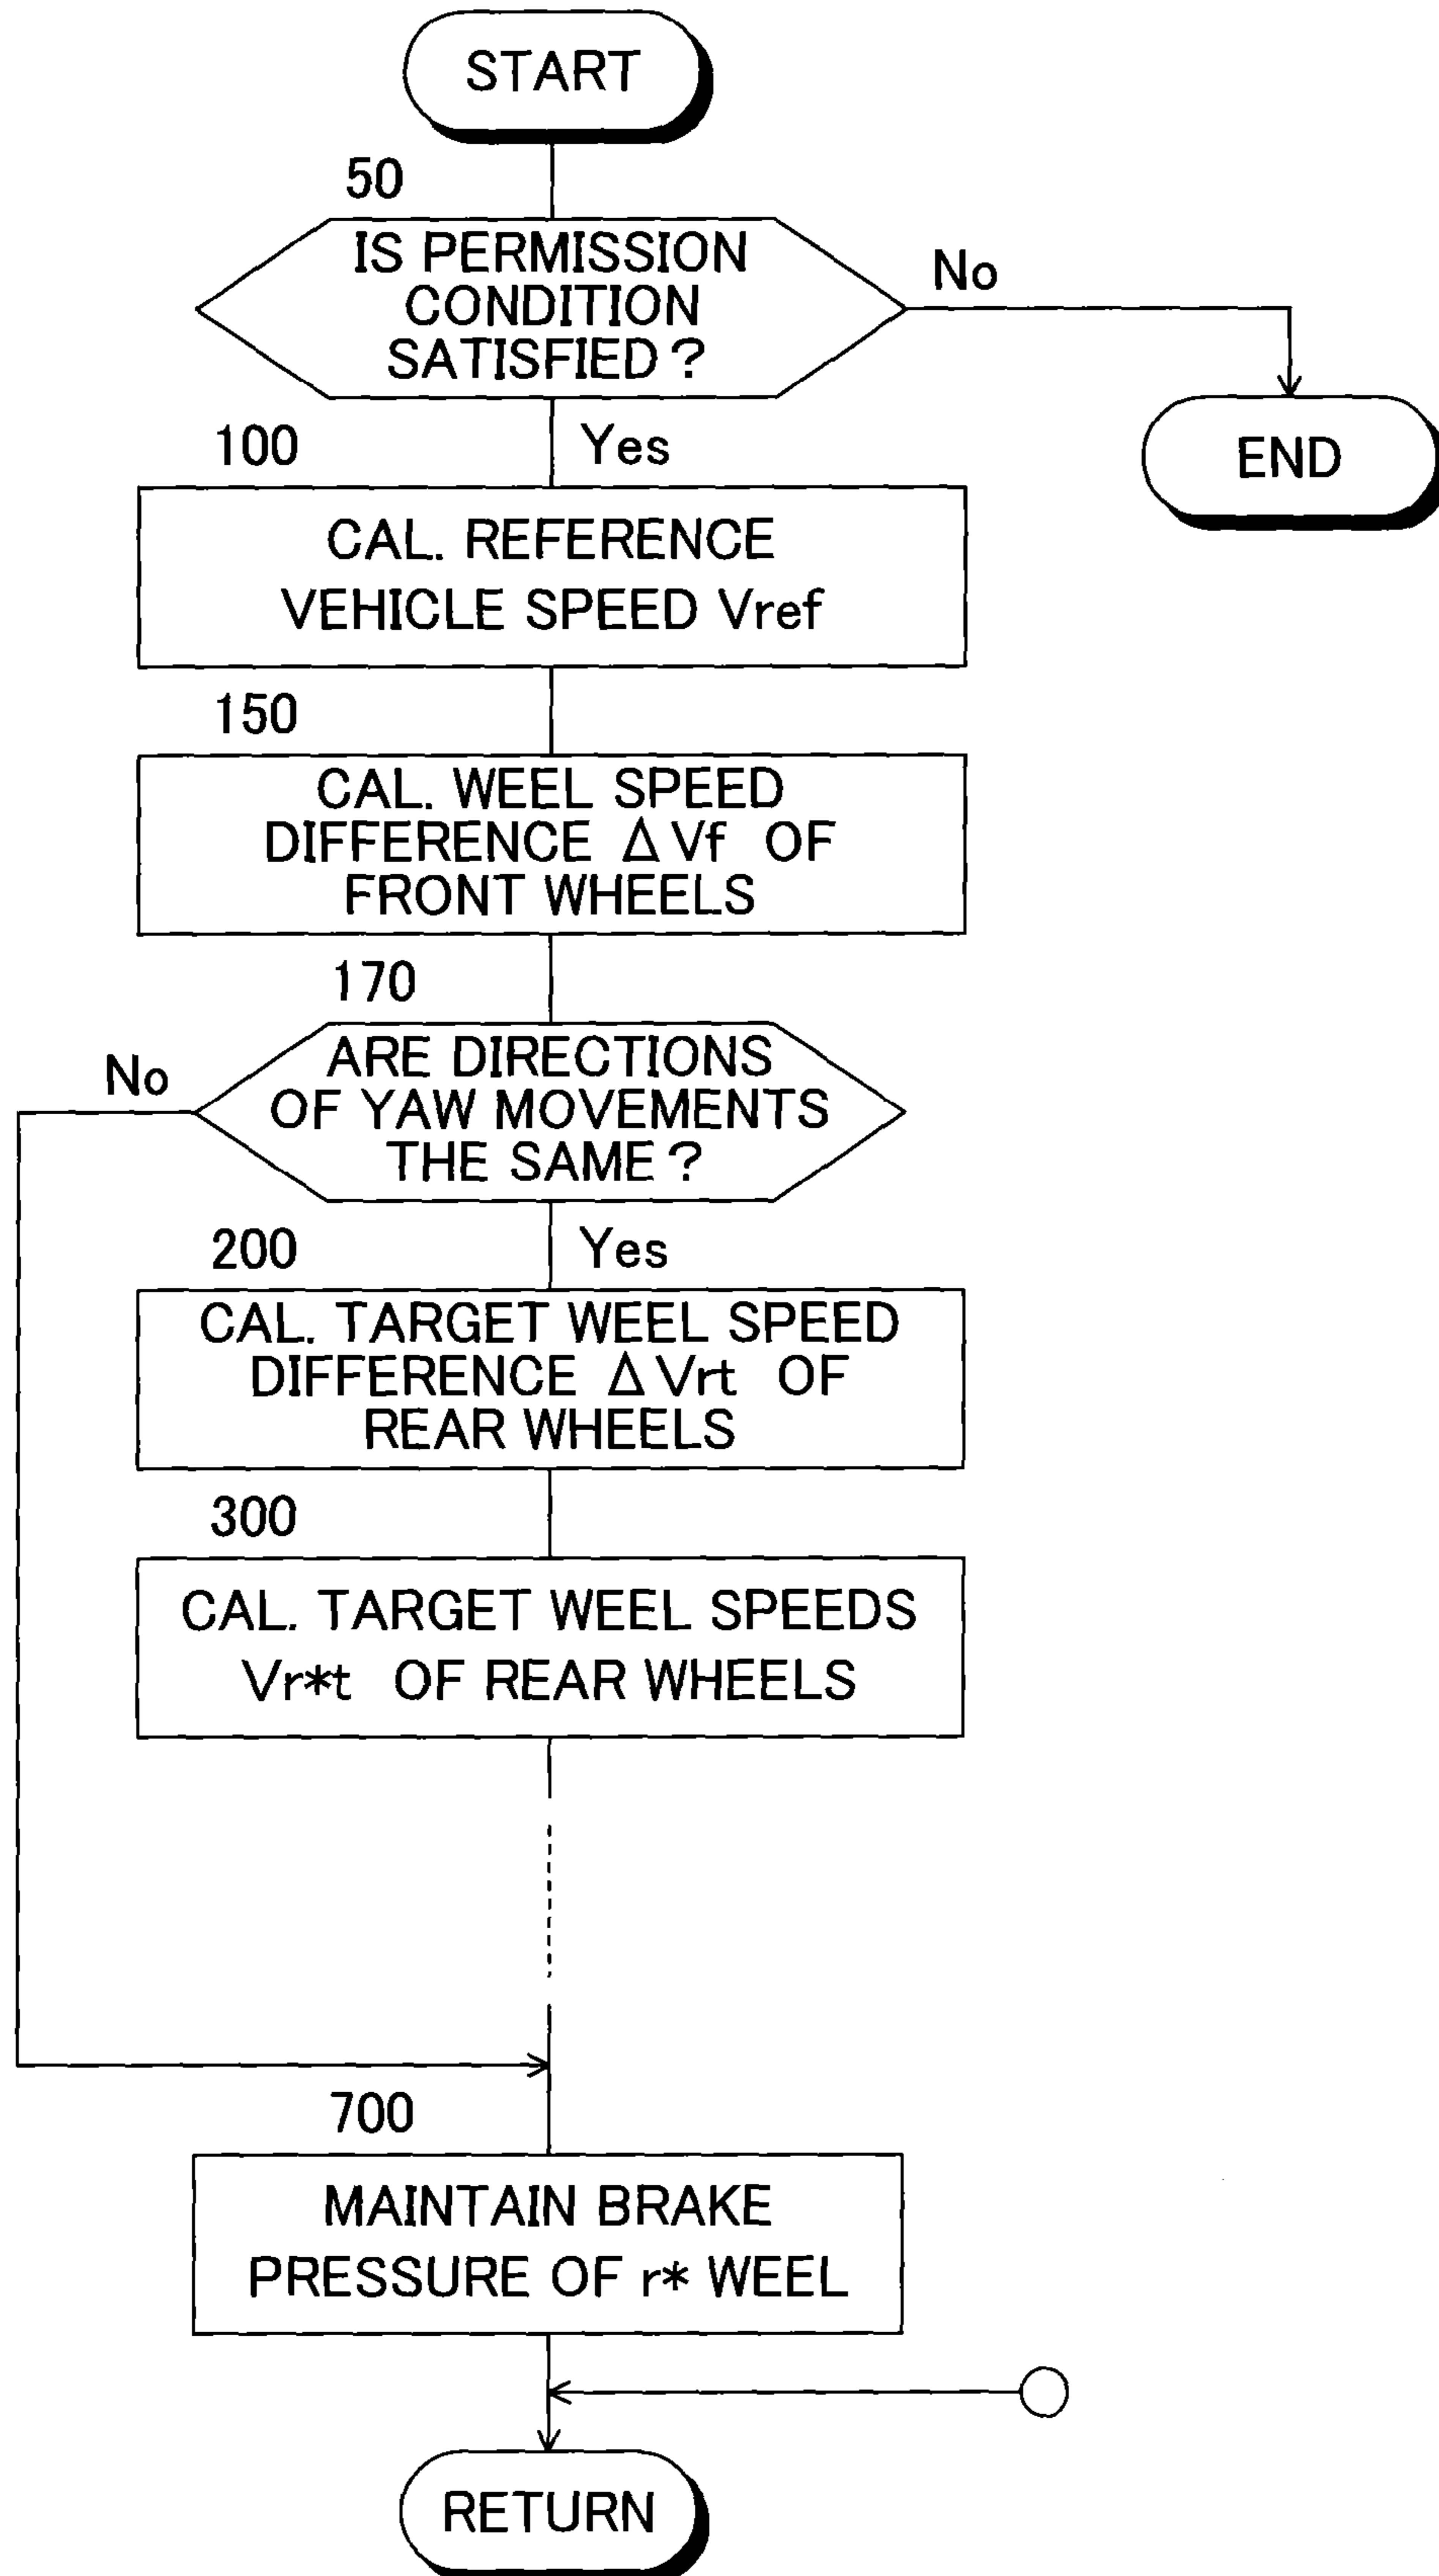 START
50
IS PERMISSION
CONDITION
SATISFIED?
No
END
100
Yes
CAL. REFERENCE
VEHICLE SPEED Vref
150
CAL. WEEL SPEED
DIFFERENCE ΔVf OF
FRONT WHEELS
170
ARE DIRECTIONS
OF YAW MOVEMENTS
THE SAME?
No
200
Yes
CAL. TARGET WEEL SPEED
DIFFERENCE ΔVrt OF
REAR WHEELS
300
CAL. TARGET WEEL SPEEDS
Vr*t OF REAR WHEELS
700
MAINTAIN BRAKE
PRESSURE OF r* WEEL
RETURN